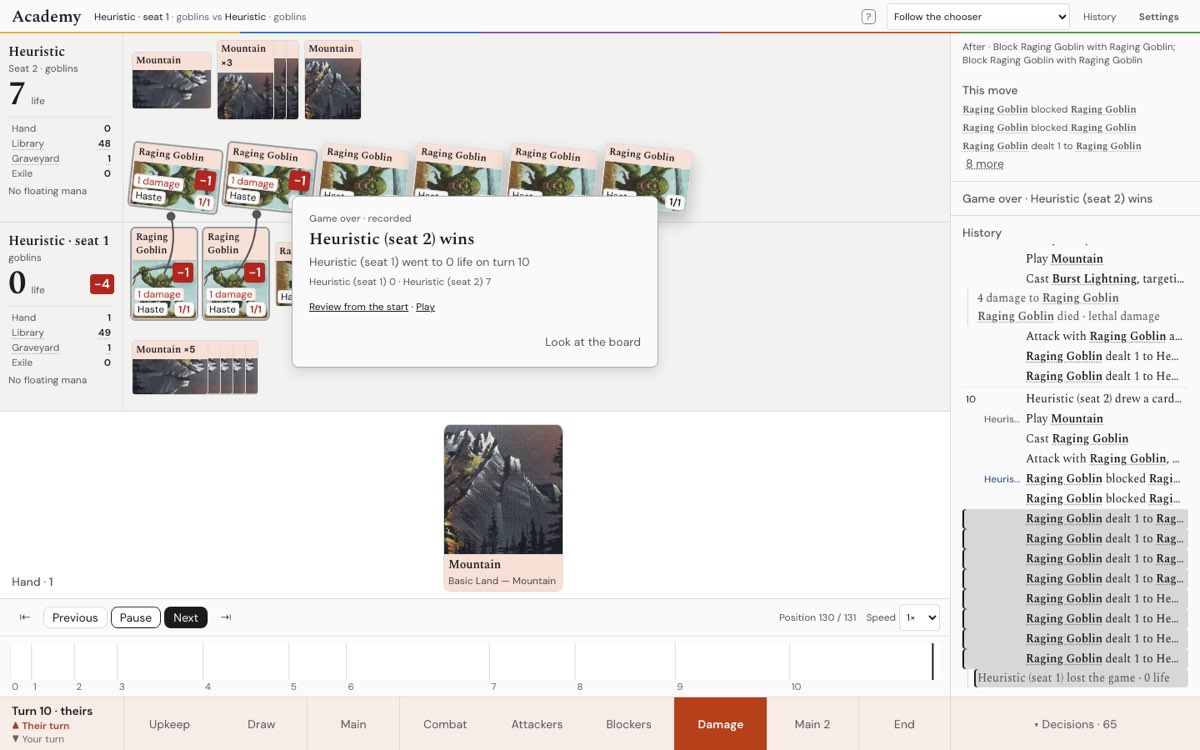 Academy
Heuristic · seat 1 · goblins vs Heuristic · goblins
?
Follow the chooser
History
Settings
Heuristic
Seat 2 · goblins
7 life
Hand 0
Library 48
Graveyard 1
Exile 0
No floating mana
Mountain
Mountain
×3
Mountain
Raging Goblin
1 damage
−1
Haste
1/1
Raging Goblin
1 damage
−1
Haste
1/1
Raging Goblin
Raging Goblin
Raging Goblin
Raging Goblin
1/1
Heuristic · seat 1
goblins
0 life
−4
Hand 1
Library 49
Graveyard 1
Exile 0
No floating mana
Raging
Goblin
−1
1 damage
Haste
1/1
Raging
Goblin
−1
1 damage
Haste
1/1
Mountain ×5
Game over · recorded
Heuristic (seat 2) wins
Heuristic (seat 1) went to 0 life on turn 10
Heuristic (seat 1) 0 · Heuristic (seat 2) 7
Review from the start · Play
Look at the board
Mountain
Basic Land — Mountain
Hand · 1
Previous
Pause
Next
Position 130 / 131
Speed
1×
0 1 2 3 4 5 6 7 8 9 10
Turn 10 · theirs
Their turn
Your turn
Upkeep
Draw
Main
Combat
Attackers
Blockers
Damage
Main 2
End
Decisions · 65
After · Block Raging Goblin with Raging Goblin;
Block Raging Goblin with Raging Goblin
This move
Raging Goblin blocked Raging Goblin
Raging Goblin blocked Raging Goblin
Raging Goblin dealt 1 to Raging Goblin
8 more
Game over · Heuristic (seat 2) wins
History
Play Mountain
Cast Burst Lightning, targeti...
4 damage to Raging Goblin
Raging Goblin died · lethal damage
Attack with Raging Goblin a...
Raging Goblin dealt 1 to He...
Raging Goblin dealt 1 to He...
10 Heuristic (seat 2) drew a card...
Heuris... Play Mountain
Cast Raging Goblin
Attack with Raging Goblin, ...
Heuris... Raging Goblin blocked Ragi...
Raging Goblin blocked Ragi...
Raging Goblin dealt 1 to Rag...
Raging Goblin dealt 1 to Rag...
Raging Goblin dealt 1 to Rag...
Raging Goblin dealt 1 to Rag...
Raging Goblin dealt 1 to He...
Raging Goblin dealt 1 to He...
Raging Goblin dealt 1 to He...
Raging Goblin dealt 1 to He...
Heuristic (seat 1) lost the game · 0 life